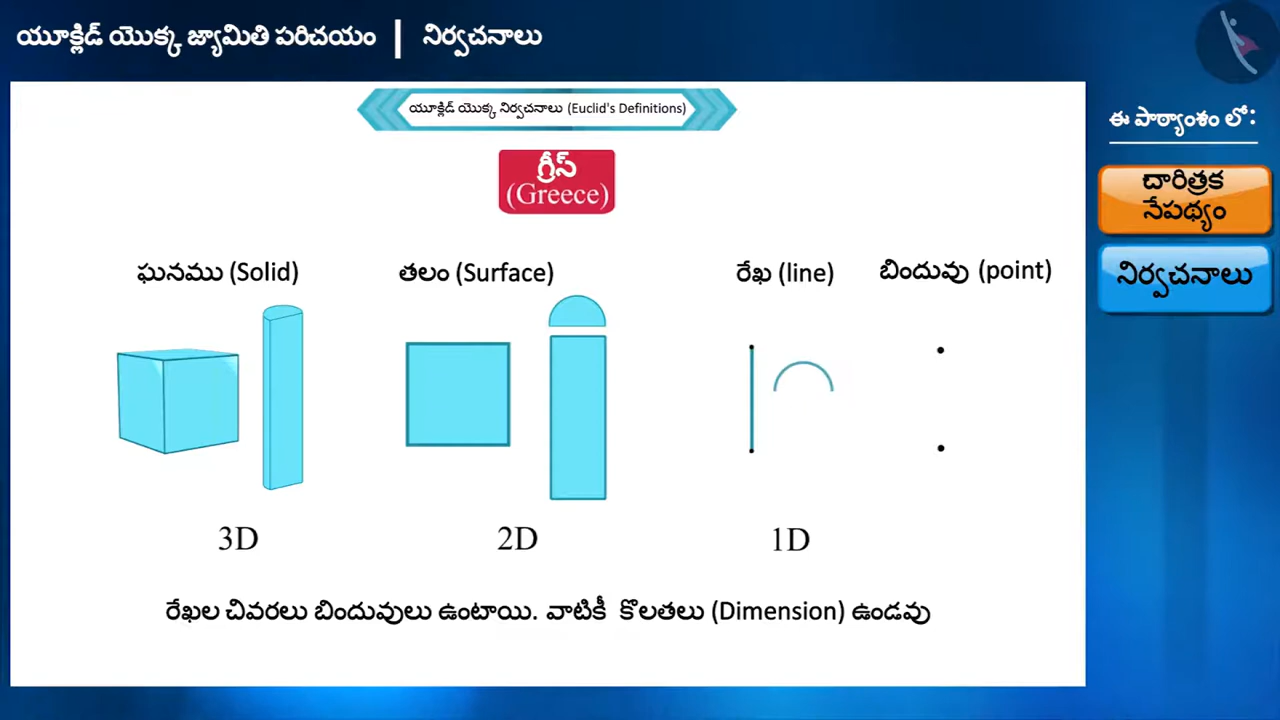 యూక్లిడ్ యొక్క జ్యామితి పరిచయం | నిర్వచనాలు
యూక్లిడ్ యొక్క నిర్వచనాలు (Euclid's Definitions)
గ్రీస్
(Greece)
ఘనము (Solid) తలం (Surface) రేఖ (line) బిందువు (point)
3D 2D 1D
రేఖల చివరలు బిందువులు ఉంటాయి. వాటికీ కొలతలు (Dimension) ఉండవు
ఈ పాఠ్యాంశం లో:
చారిత్రక
నేపథ్యం
నిర్వచనాలు